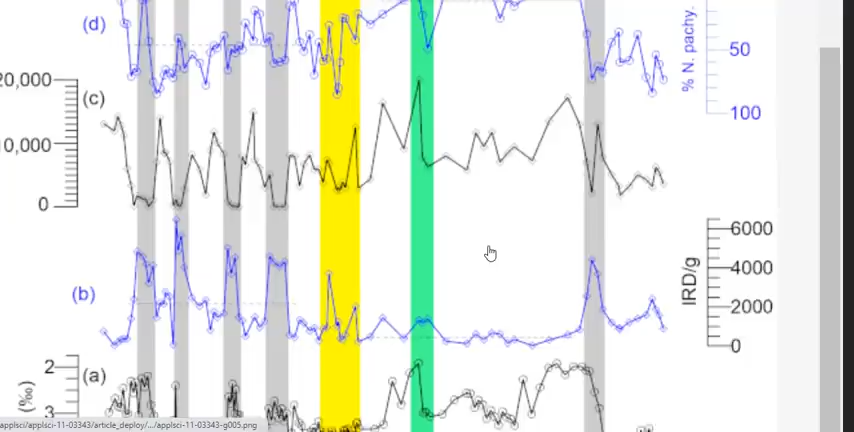 (d)
% N. pachy.
50
100
20,000
(c)
10,000
0
6000
4000
IRD/g
2000
0
(b)
2
(a)
(‰)
3
applsci/applsci-11-03343/article_deploy/.../applsci-11-03343-g005.png